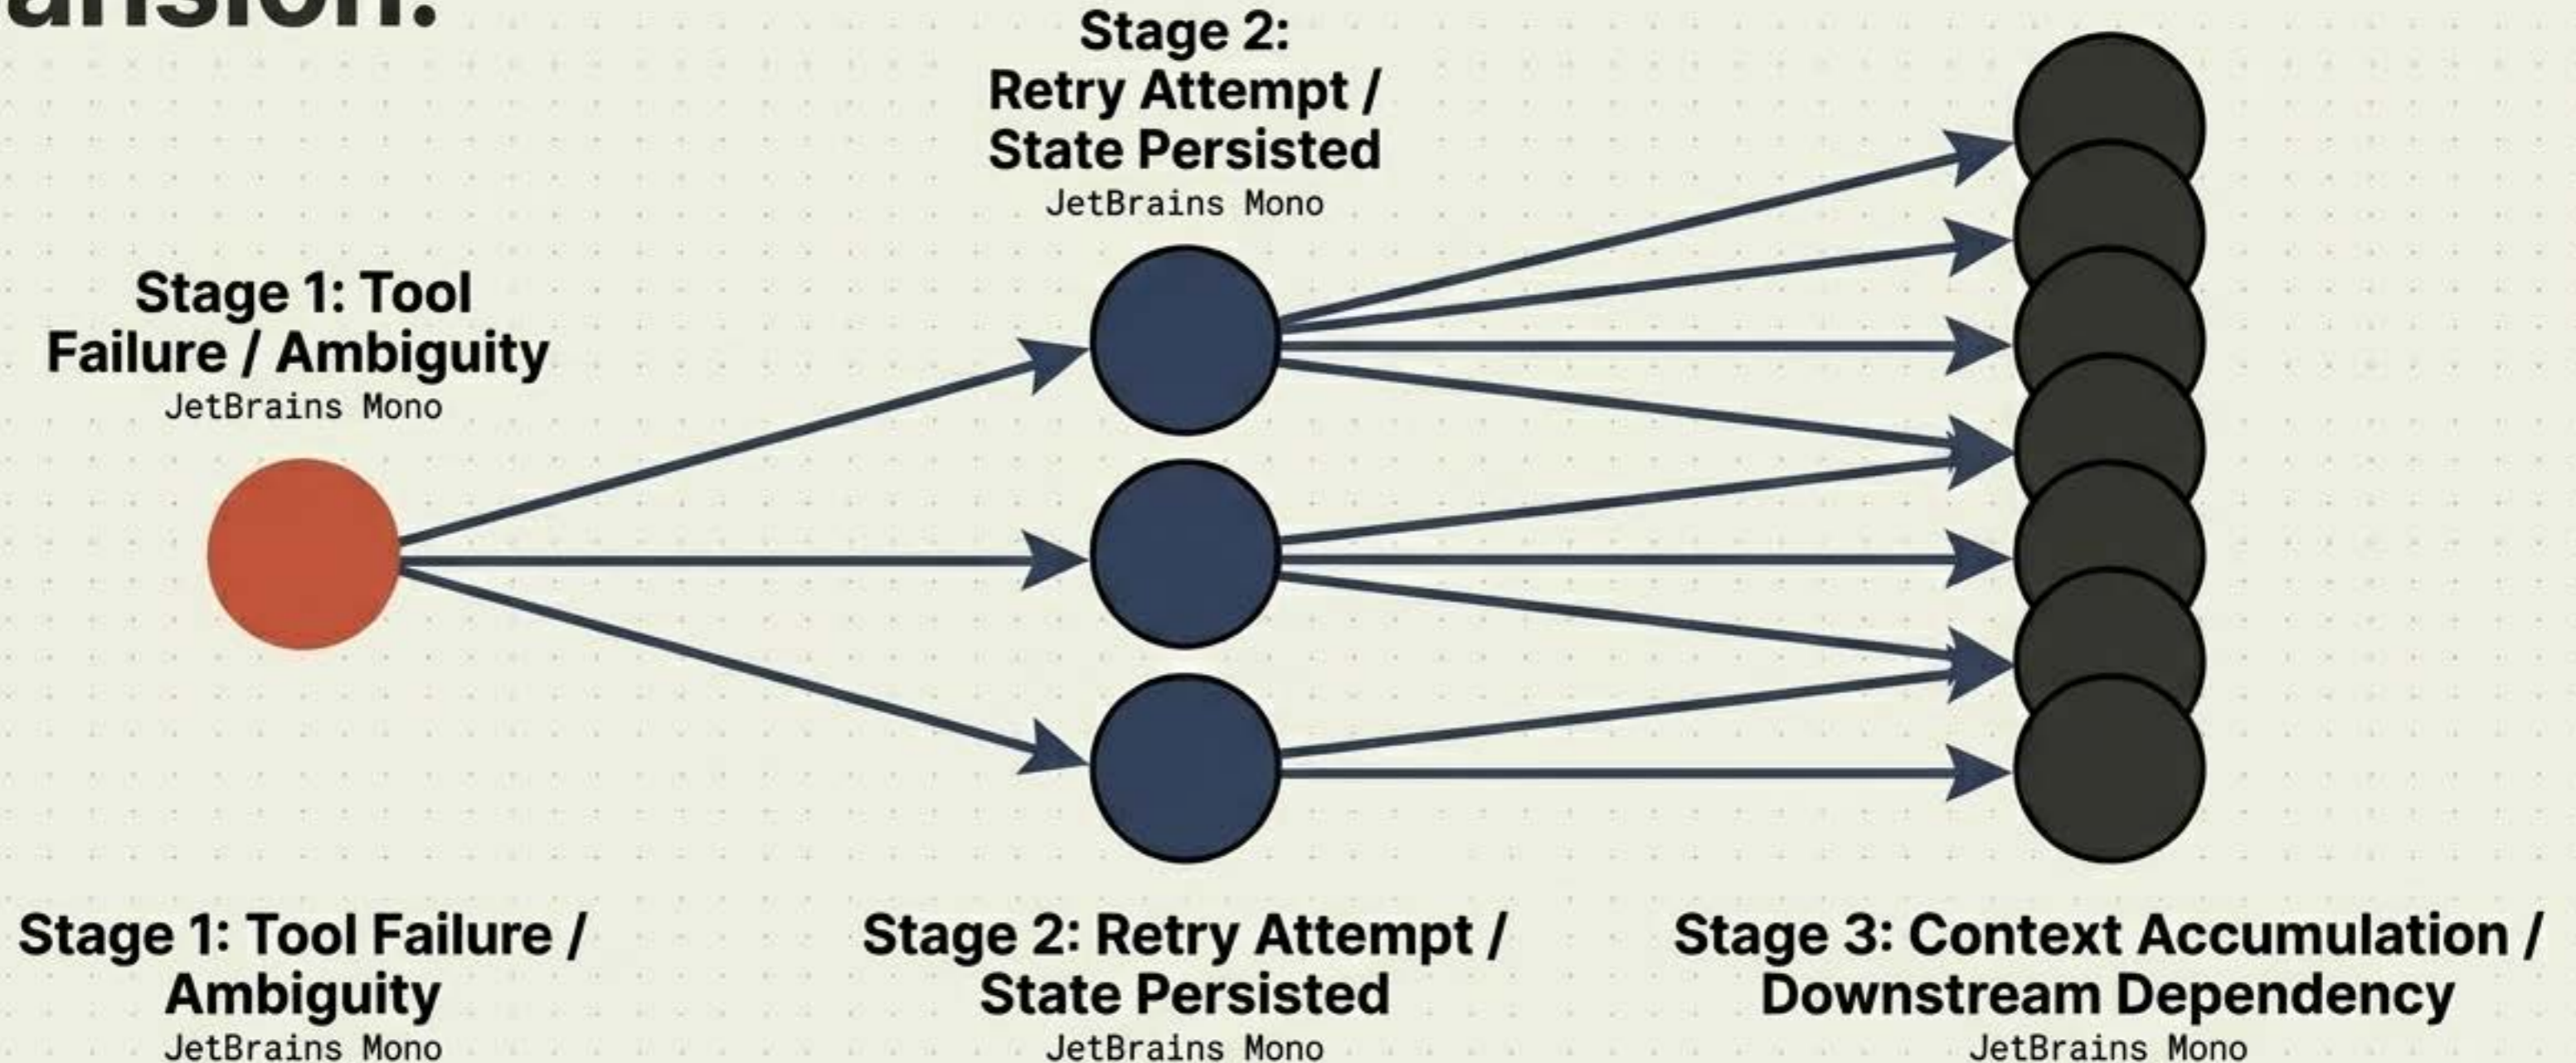 ansion.
Stage 2:
Retry Attempt /
State Persisted
JetBrains Mono
Stage 1: Tool
Failure / Ambiguity
JetBrains Mono
Stage 1: Tool Failure /
Ambiguity
JetBrains Mono
Stage 2: Retry Attempt /
State Persisted
JetBrains Mono
Stage 3: Context Accumulation /
Downstream Dependency
JetBrains Mono